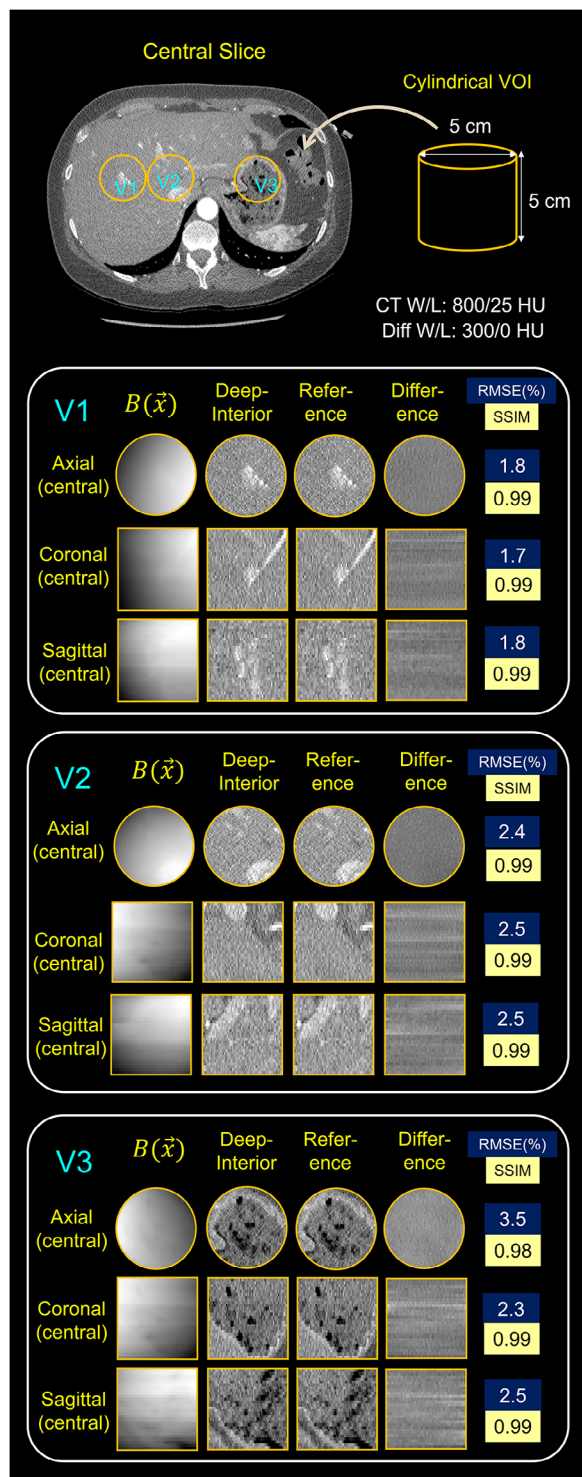 Central Slice
Cylindrical VOI
5 cm
5 cm
V1
V2
V3
CT W/L: 800/25 HU
Diff W/L: 300/0 HU
V1
B(x⃗)
Deep-
Interior
Refer-
ence
Differ-
ence
RMSE(%)
SSIM
Axial
(central)
1.8
0.99
Coronal
(central)
1.7
0.99
Sagittal
(central)
1.8
0.99
V2
B(x⃗)
Deep-
Interior
Refer-
ence
Differ-
ence
RMSE(%)
SSIM
Axial
(central)
2.4
0.99
Coronal
(central)
2.5
0.99
Sagittal
(central)
2.5
0.99
V3
B(x⃗)
Deep-
Interior
Refer-
ence
Differ-
ence
RMSE(%)
SSIM
Axial
(central)
3.5
0.98
Coronal
(central)
2.3
0.99
Sagittal
(central)
2.5
0.99